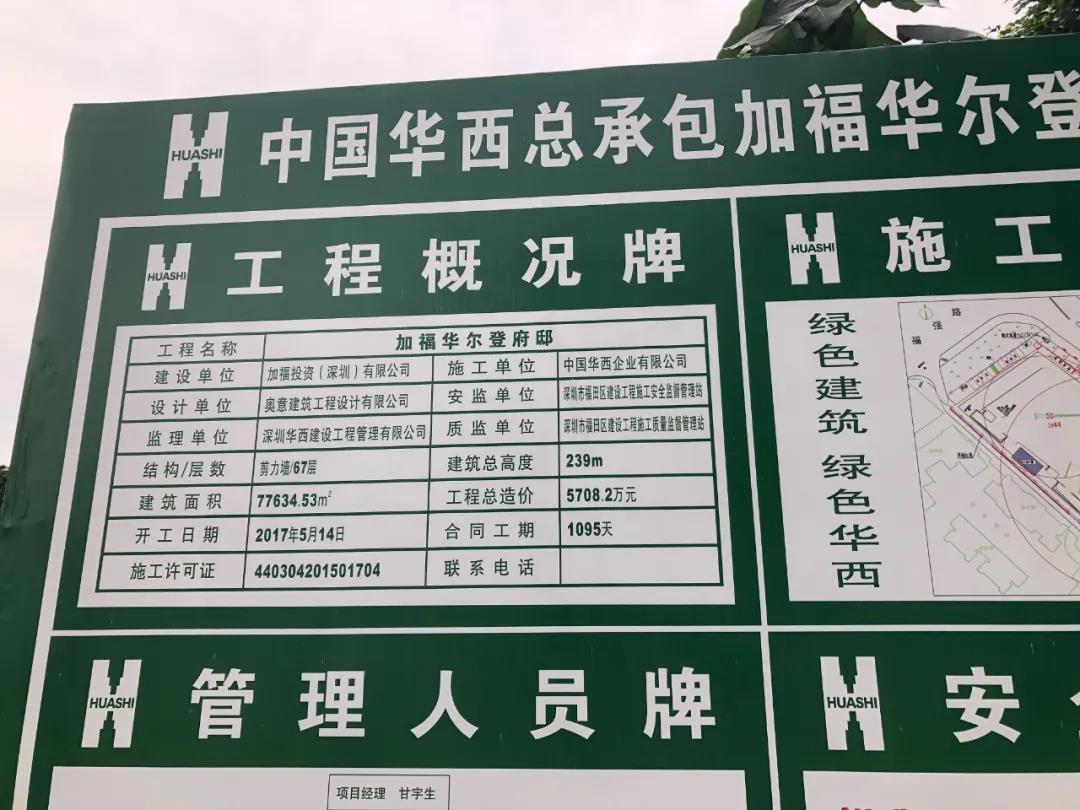 HUASHI 中国华西总承包加福华尔登
HUASHI 工程概况牌
工程名称 加福华尔登府邸
建设单位 加福投资（深圳）有限公司 施工单位 中国华西企业有限公司
设计单位 奥意建筑工程设计有限公司 安监单位 深圳市福田区建设工程施工安全监督管理站
监理单位 深圳华西建设工程管理有限公司 质监单位 深圳市福田区建设工程施工质量监督管理站
结构/层数 剪力墙/67层 建筑总高度 239m
建筑面积 77634.53㎡ 工程总造价 5708.2万元
开工日期 2017年5月14日 合同工期 1095天
施工许可证 440304201501704 联系电话
HUASHI 施工
绿色建筑 绿色华西
福强路
HUASHI 管理人员牌
项目经理 甘宇生
HUASHI 安